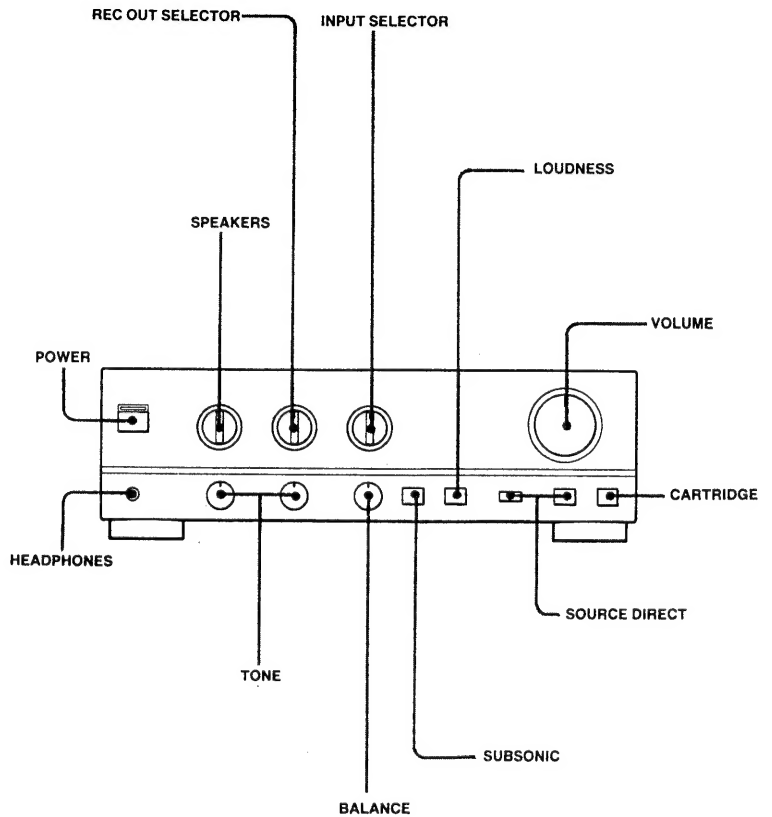 REC OUT SELECTOR
INPUT SELECTOR
LOUDNESS
SPEAKERS
VOLUME
POWER
CARTRIDGE
HEADPHONES
SOURCE DIRECT
TONE
SUBSONIC
BALANCE